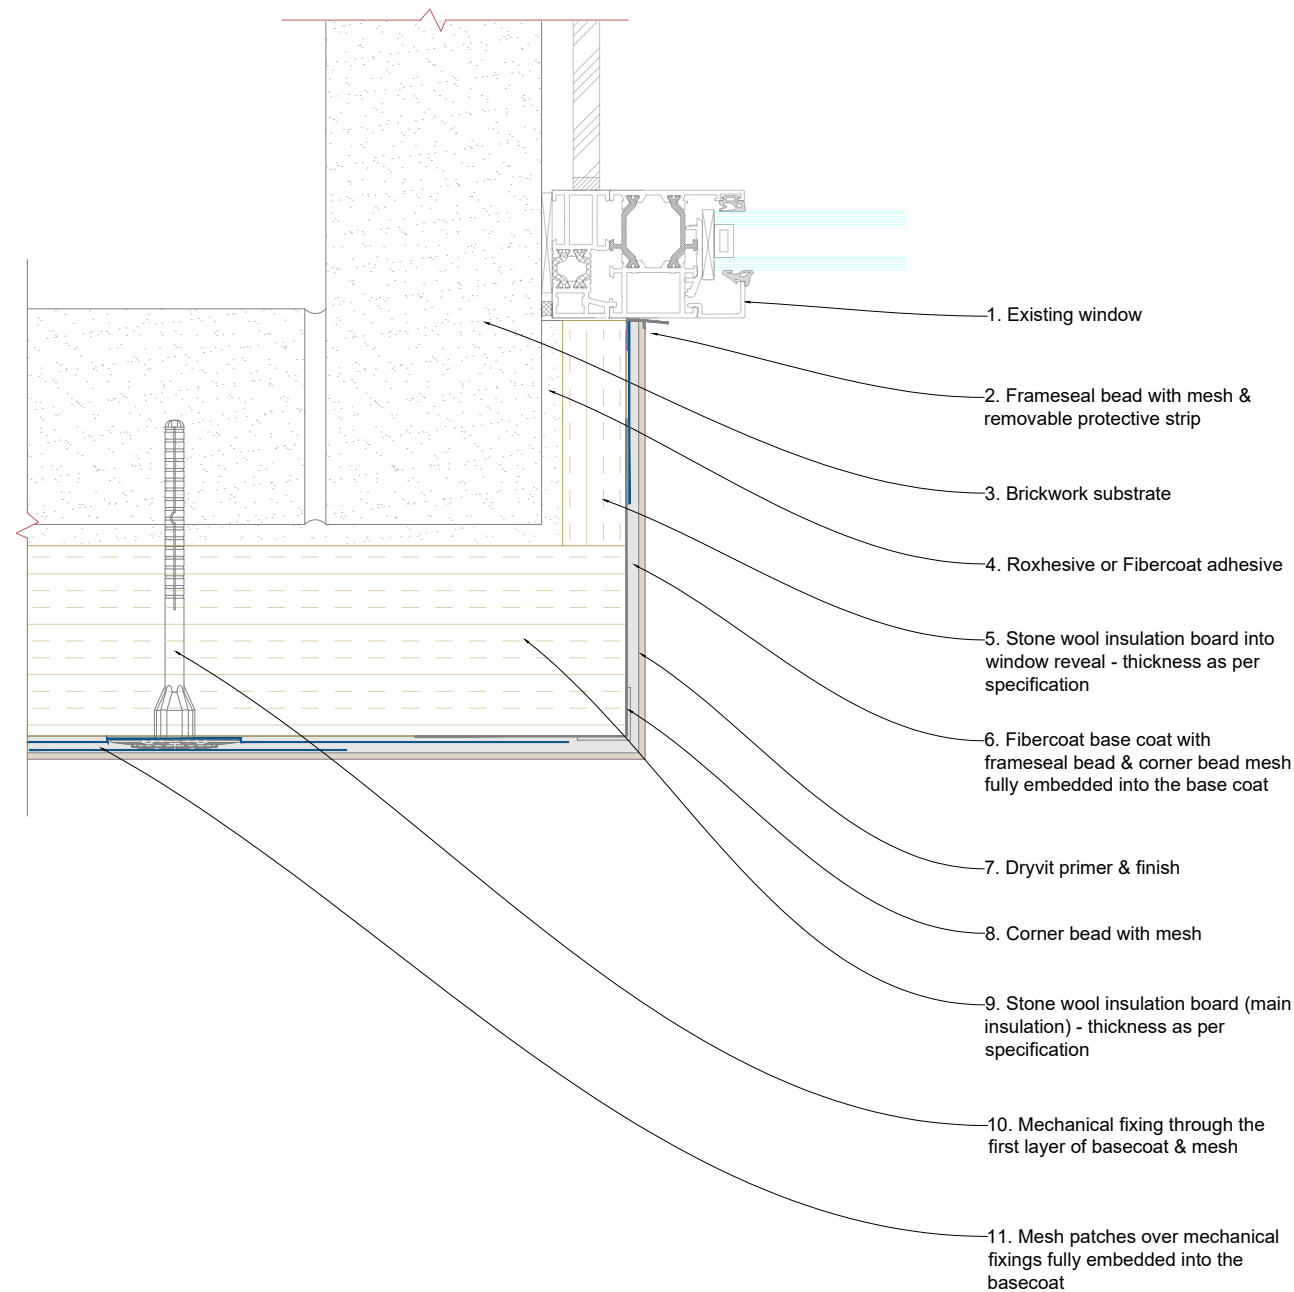 1. Existing window
2. Frameseal bead with mesh &
removable protective strip
3. Brickwork substrate
4. Roxhesive or Fibercoat adhesive
5. Stone wool insulation board into
window reveal - thickness as per
specification
6. Fibercoat base coat with
frameseal bead & corner bead mesh
fully embedded into the base coat
7. Dryvit primer & finish
8. Corner bead with mesh
9. Stone wool insulation board (main
insulation) - thickness as per
specification
10. Mechanical fixing through the
first layer of basecoat & mesh
11. Mesh patches over mechanical
fixings fully embedded into the
basecoat